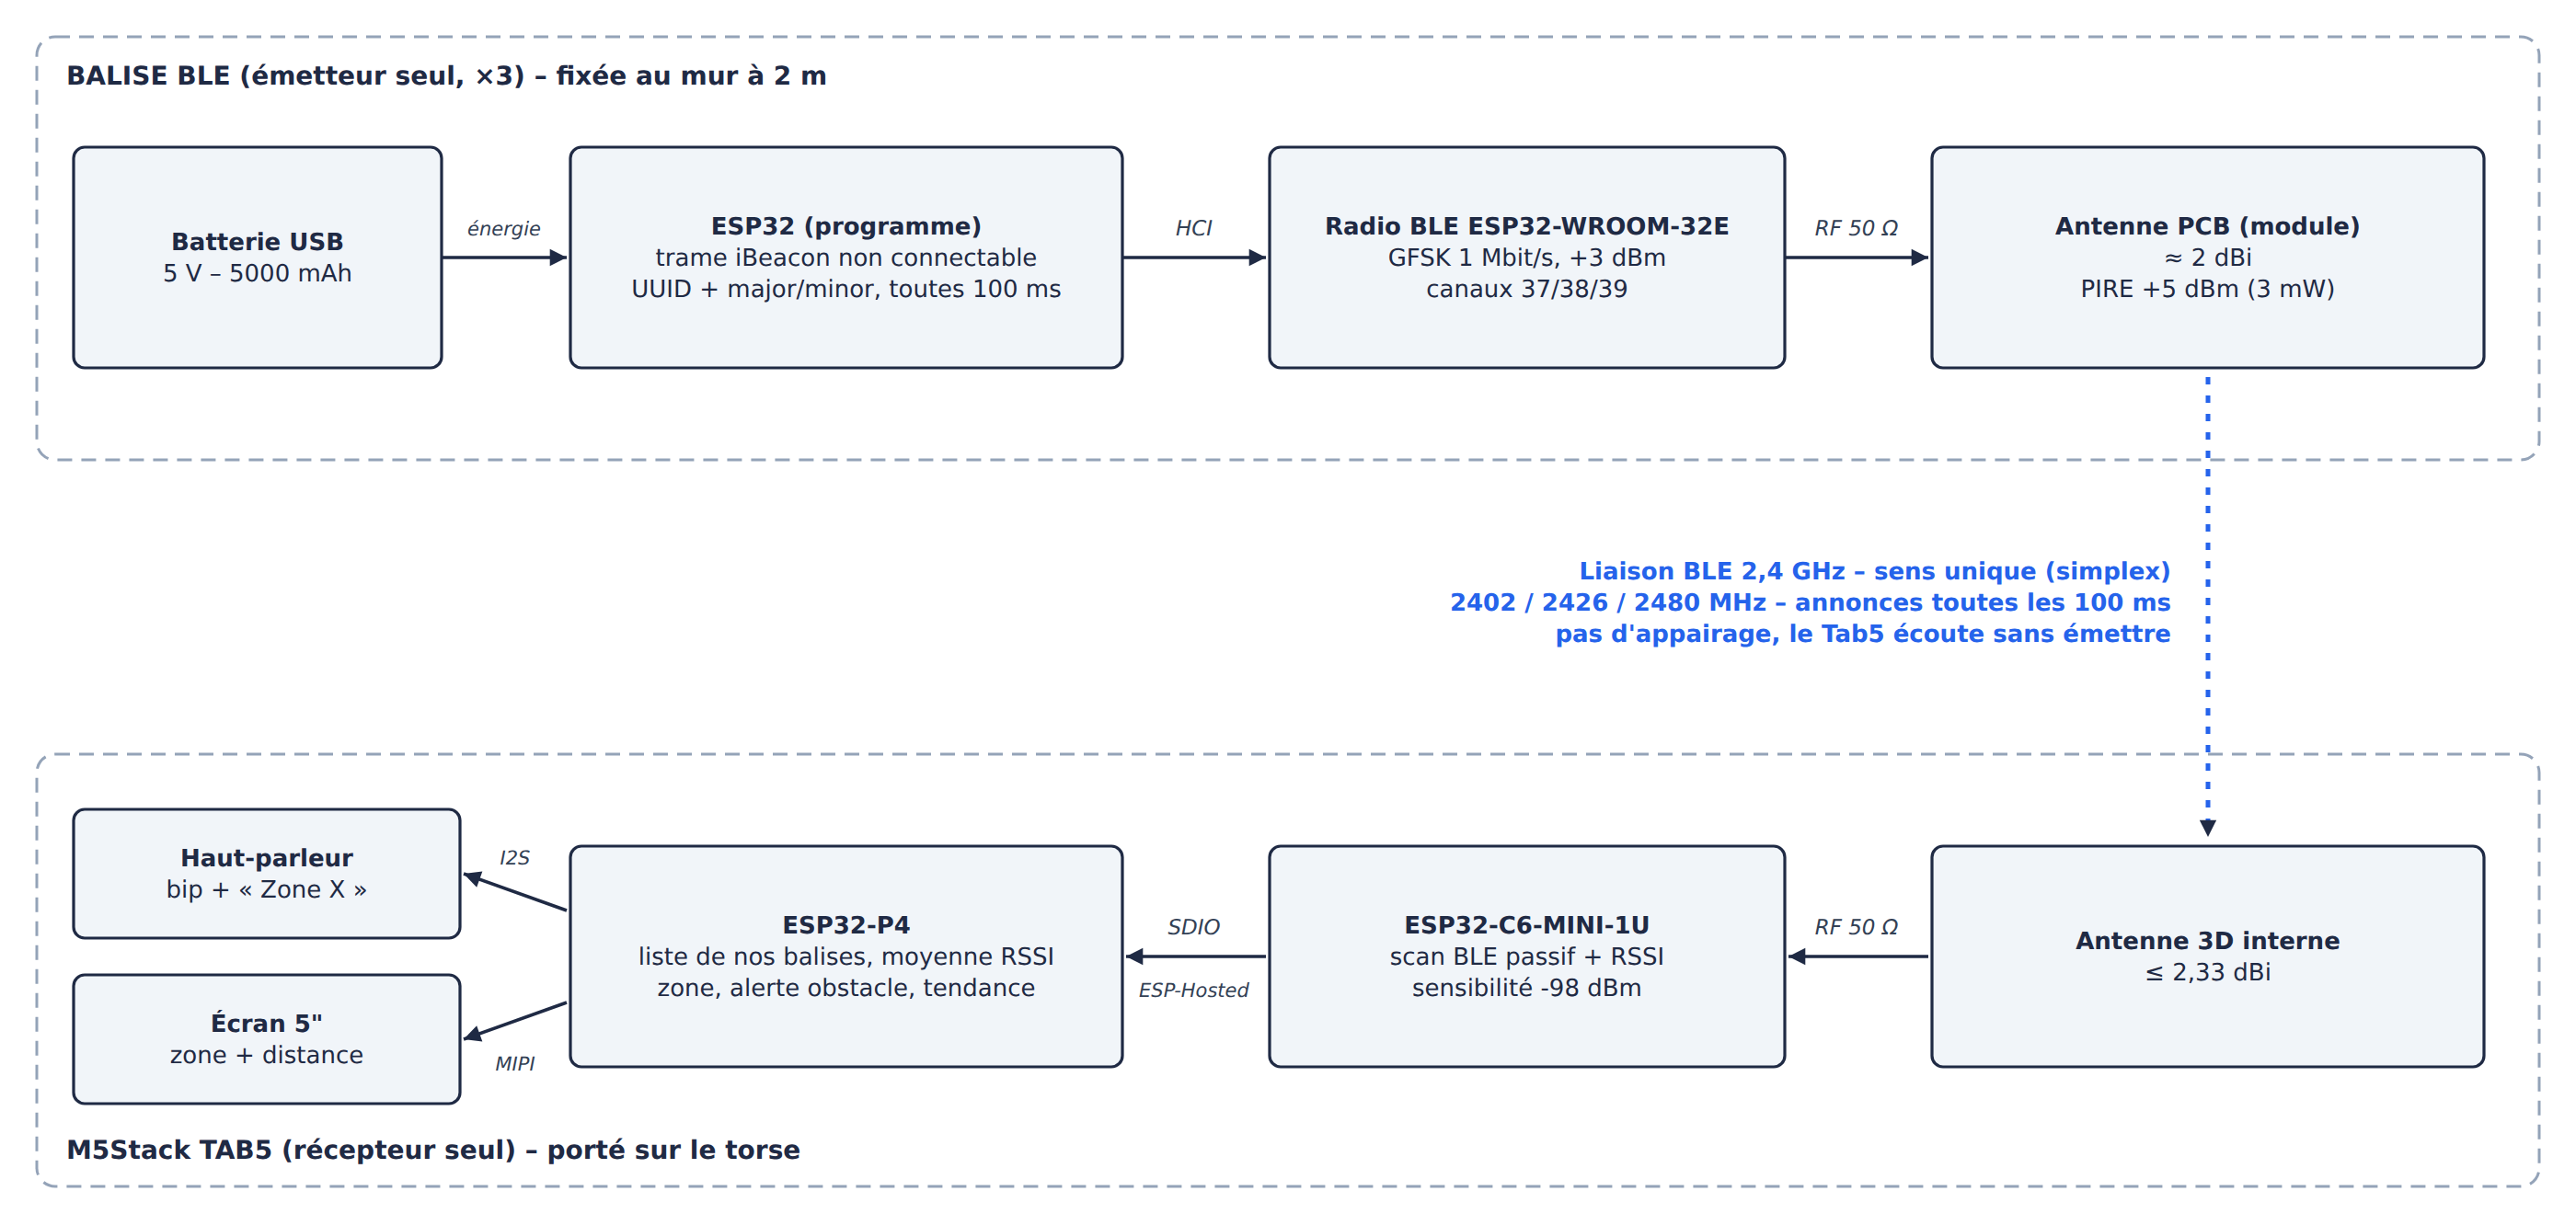 BALISE BLE (émetteur seul, ×3) – fixée au mur à 2 m
Batterie USB
5 V – 5000 mAh
énergie
ESP32 (programme)
trame iBeacon non connectable
UUID + major/minor, toutes 100 ms
HCI
Radio BLE ESP32-WROOM-32E
GFSK 1 Mbit/s, +3 dBm
canaux 37/38/39
RF 50 Ω
Antenne PCB (module)
≈ 2 dBi
PIRE +5 dBm (3 mW)
Liaison BLE 2,4 GHz – sens unique (simplex)
2402 / 2426 / 2480 MHz – annonces toutes les 100 ms
pas d'appairage, le Tab5 écoute sans émettre
Haut-parleur
bip + « Zone X »
I2S
Écran 5"
zone + distance
MIPI
ESP32-P4
liste de nos balises, moyenne RSSI
zone, alerte obstacle, tendance
SDIO
ESP-Hosted
ESP32-C6-MINI-1U
scan BLE passif + RSSI
sensibilité -98 dBm
RF 50 Ω
Antenne 3D interne
≤ 2,33 dBi
M5Stack TAB5 (récepteur seul) – porté sur le torse